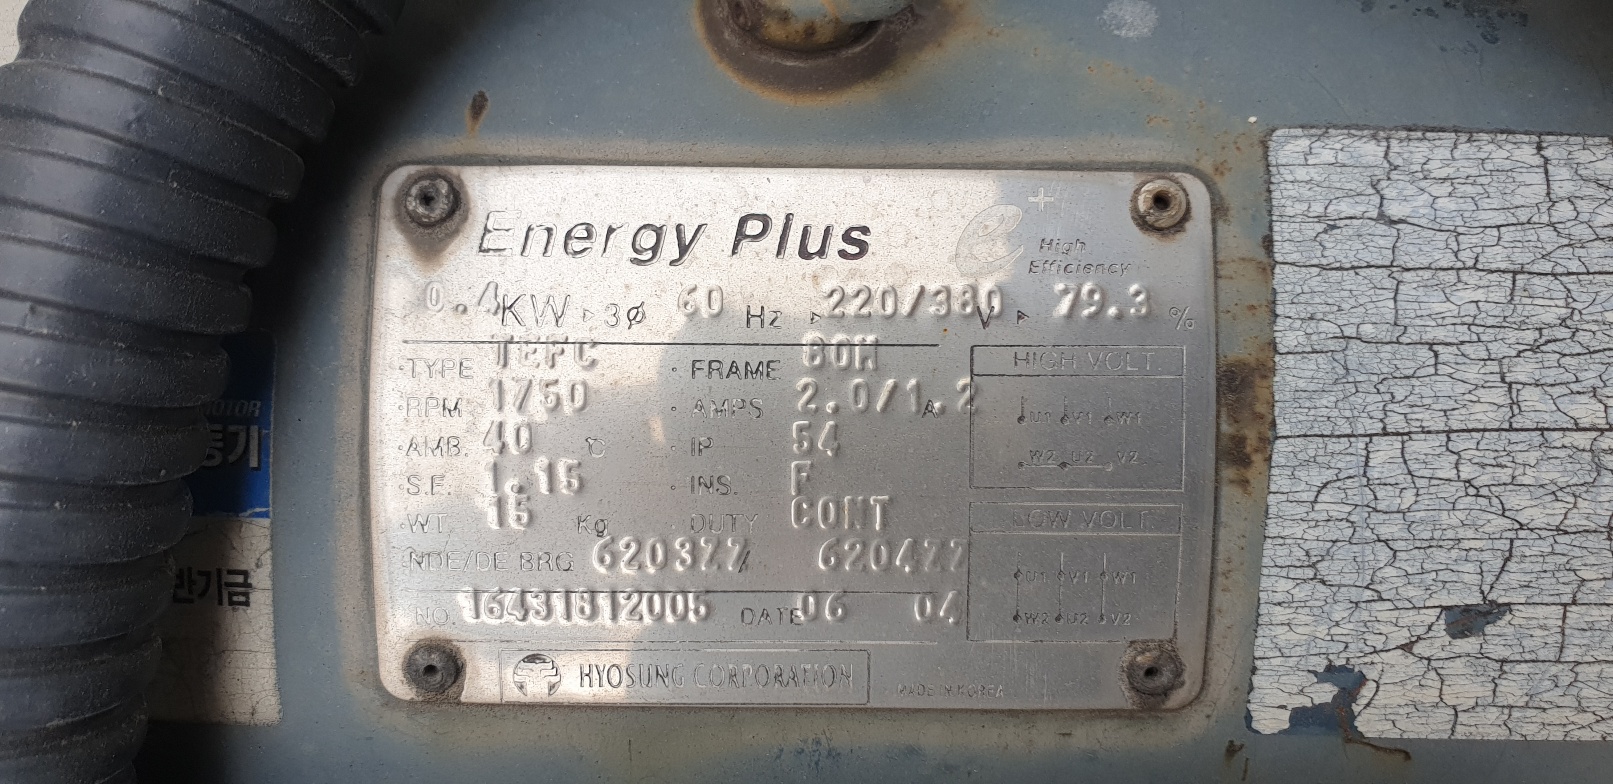 Energy Plus
e+
High
Efficiency
0.4 KW 3ø 60 Hz 220/380 V 79.3 %
TYPE TEFC FRAME 80M
RPM 1750 AMPS 2.0/1.2 A
AMB. 40 °C IP 54
S.F. 1.15 INS. F
WT. 15 Kg DUTY CONT
NDE/DE BRG 6203ZZ / 6204ZZ
NO. 16431812005 DATE 06 04
HIGH VOLT.
U1 V1 W1
W2 U2 V2
LOW VOLT.
U1 V1 W1
W2 U2 V2
HYOSUNG CORPORATION
MADE IN KOREA
MOTOR
동기
반기금